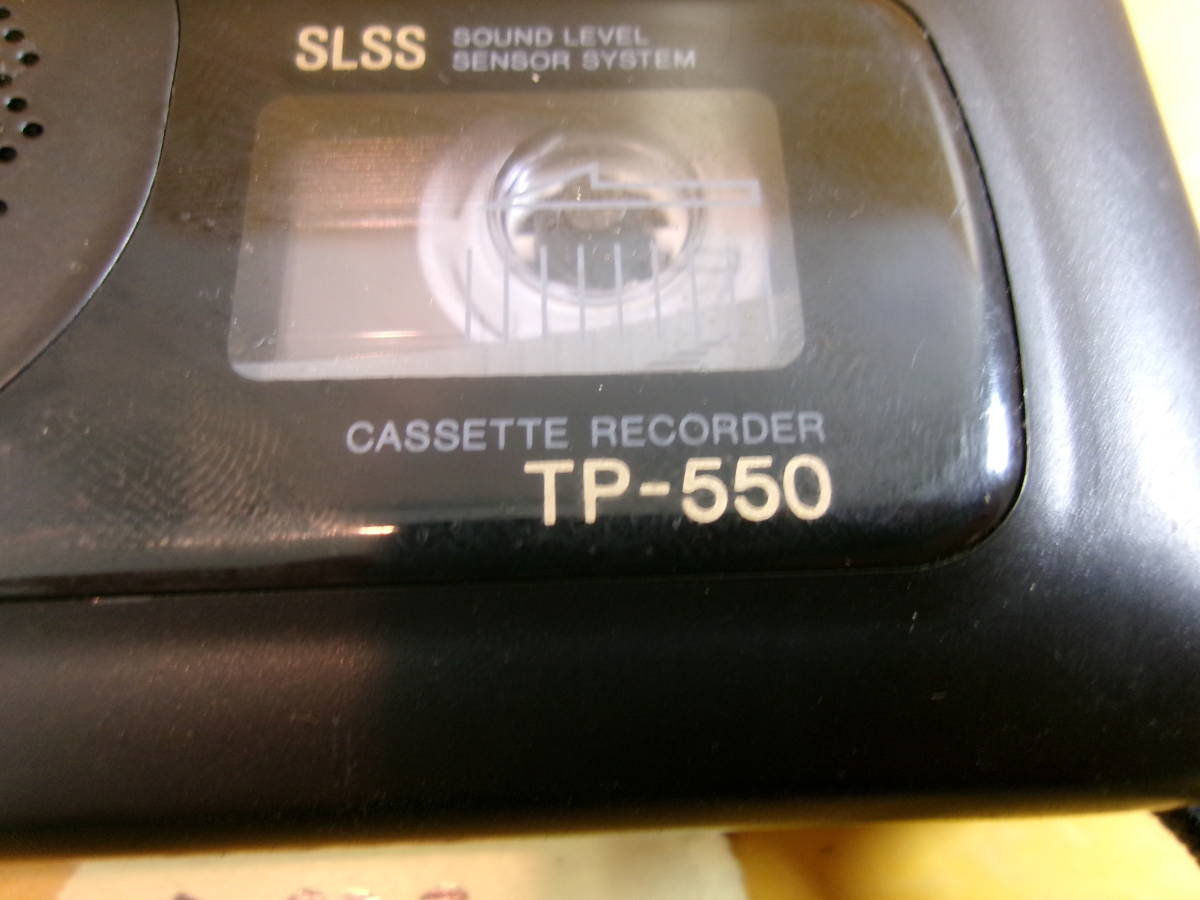 SLSS
SOUND LEVEL
SENSOR SYSTEM
CASSETTE RECORDER
TP-550